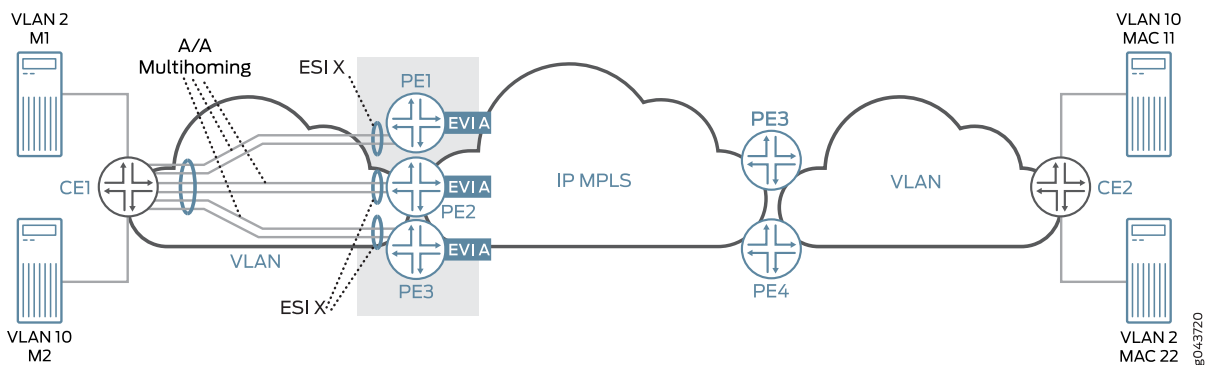 VLAN 2
M1
A/A
Multihoming
ESI X
PE1
EVI A
CE1
EVI A
PE2
EVI A
PE3
VLAN
ESI X
VLAN 10
M2
IP MPLS
PE3
PE4
VLAN
VLAN 10
MAC 11
CE2
VLAN 2
MAC 22
g043720